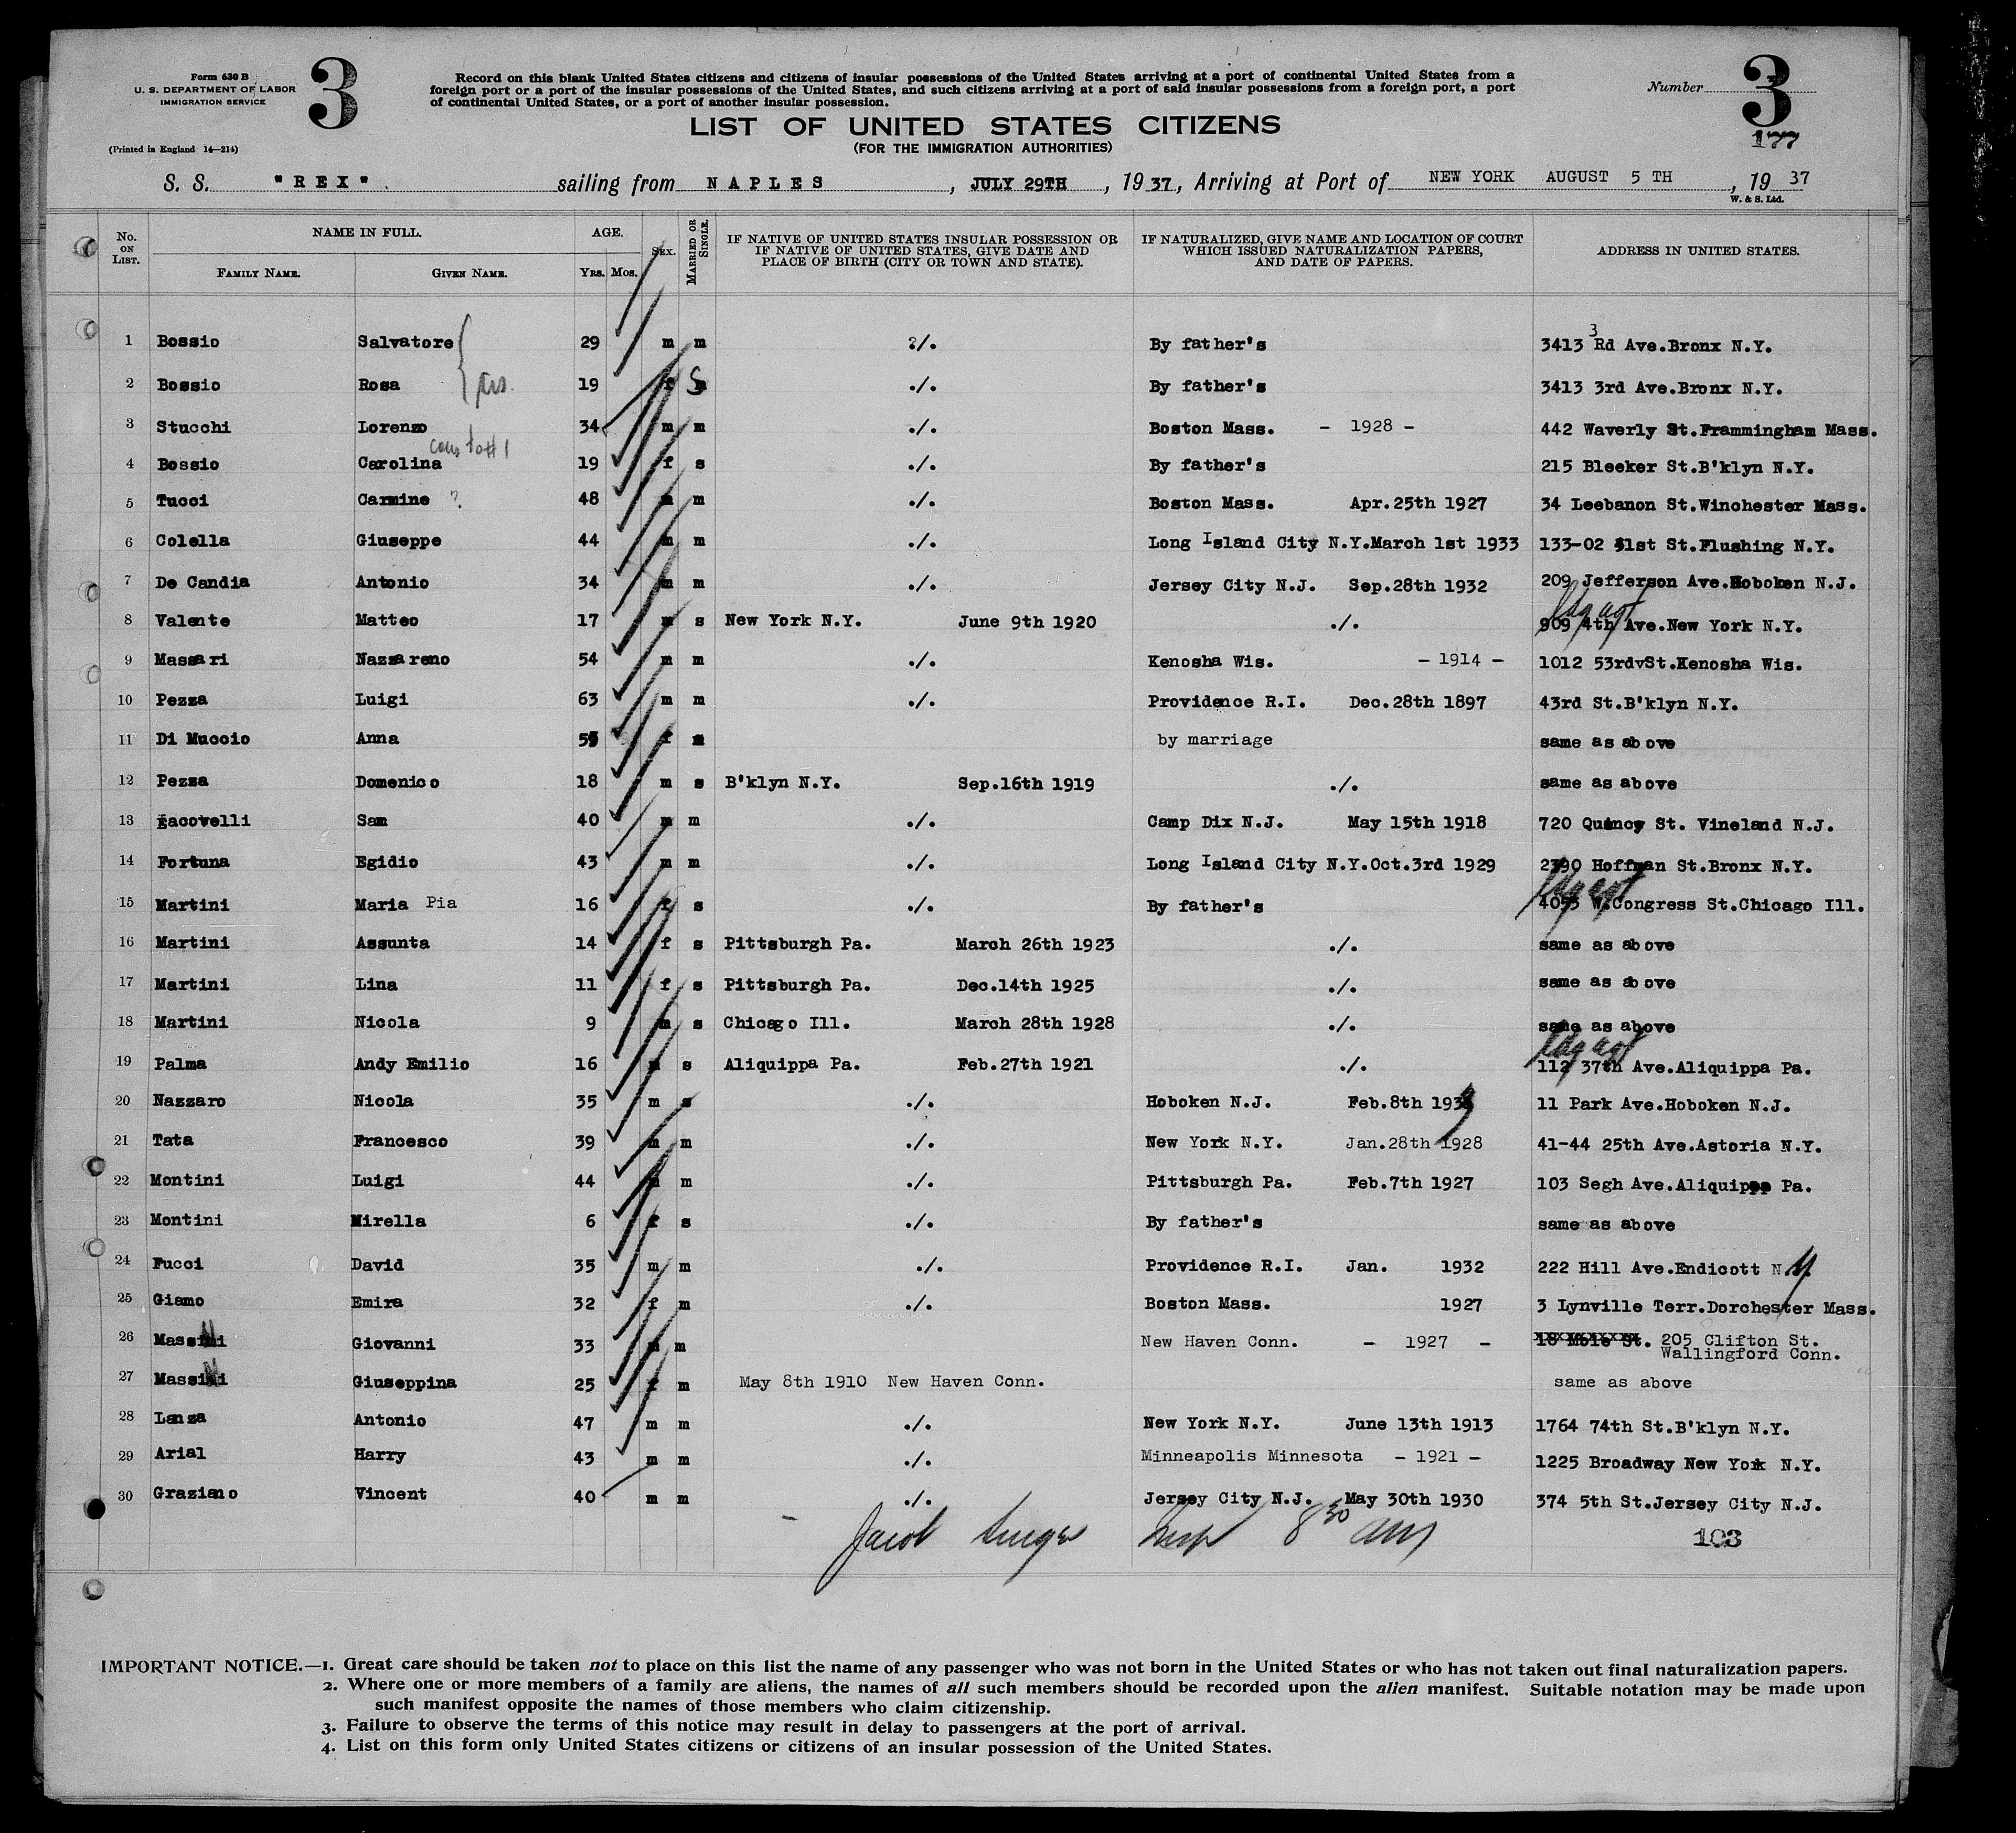 Form 630 B
U. S. DEPARTMENT OF LABOR
IMMIGRATION SERVICE
3
(Printed in England 14—214)
Record on this blank United States citizens and citizens of insular possessions of the United States arriving at a port of continental United States from a
foreign port or a port of the insular possessions of the United States, and such citizens arriving at a port of said insular possessions from a foreign port, a port
of continental United States, or a port of another insular possession.
Number 3
177
LIST OF UNITED STATES CITIZENS
(FOR THE IMMIGRATION AUTHORITIES)
S. S. "REX". sailing from NAPLES, JULY 29TH, 1937, Arriving at Port of NEW YORK AUGUST 5 TH, 19 37
W. & S. Ltd.
No. ON LIST. NAME IN FULL. FAMILY NAME. GIVEN NAME. AGE. YRS. MOS. SEX. MARRIED OR SINGLE. IF NATIVE OF UNITED STATES INSULAR POSSESSION OR IF NATIVE OF UNITED STATES, GIVE DATE AND PLACE OF BIRTH (CITY OR TOWN AND STATE). IF NATURALIZED, GIVE NAME AND LOCATION OF COURT WHICH ISSUED NATURALIZATION PAPERS, AND DATE OF PAPERS. ADDRESS IN UNITED STATES.
1 Bossio Salvatore 29 m m ./. By father's 3413 3 Rd Ave.Bronx N.Y.
2 Bossio Rosa 19 f S ./. By father's 3413 3rd Ave.Bronx N.Y.
3 Stucchi Lorenzo 34 m m ./. Boston Mass. - 1928 - 442 Waverly St.Frammingham Mass.
4 Bossio Carolina 19 f s ./. By father's 215 Bleeker St.B'klyn N.Y.
5 Tucci Carmine ? 48 m m ./. Boston Mass. Apr.25th 1927 34 Leebanon St.Winchester Mass.
6 Colella Giuseppe 44 m m ./. Long Island City N.Y.March 1st 1933 133-02 31st St.Flushing N.Y.
7 De Candia Antonio 34 m m ./. Jersey City N.J. Sep.28th 1932 209 Jefferson Ave.Hoboken N.J.
8 Valente Matteo 17 m s New York N.Y. June 9th 1920 ./. 909 4th Ave.New York N.Y.
9 Massari Nazzareno 54 m m ./. Kenosha Wis. - 1914 - 1012 53rdvSt.Kenosha Wis.
10 Pezza Luigi 63 m m ./. Providence R.I. Dec.28th 1897 43rd St.B'klyn N.Y.
11 Di Muccio Anna 55 f m by marriage same as above
12 Pezza Domenico 18 m s B'klyn N.Y. Sep.16th 1919 ./. same as above
13 Iacovelli Sam 40 m m ./. Camp Dix N.J. May 15th 1918 720 Quincy St. Vineland N.J.
14 Fortuna Egidio 43 m m ./. Long Island City N.Y.Oct.3rd 1929 2390 Hoffman St.Bronx N.Y.
15 Martini Maria Pia 16 f s ./. By father's 4053 W.Congress St.Chicago Ill.
16 Martini Assunta 14 f s Pittsburgh Pa. March 26th 1923 ./. same as above
17 Martini Lina 11 f s Pittsburgh Pa. Dec.14th 1925 ./. same as above
18 Martini Nicola 9 m s Chicago Ill. March 28th 1928 ./. same as above
19 Palma Andy Emilio 16 m s Aliquippa Pa. Feb.27th 1921 ./. 112 37th Ave.Aliquippa Pa.
20 Nazzaro Nicola 35 m s ./. Hoboken N.J. Feb.8th 1933 11 Park Ave.Hoboken N.J.
21 Tata Francesco 39 m m ./. New York N.Y. Jan.28th 1928 41-44 25th Ave.Astoria N.Y.
22 Montini Luigi 44 m m ./. Pittsburgh Pa. Feb.7th 1927 103 Segh Ave.Aliquippa Pa.
23 Montini Mirella 6 f s ./. By father's same as above
24 Fucci David 35 m m ./. Providence R.I. Jan. 1932 222 Hill Ave.Endicott N.Y.
25 Giamo Emira 32 f m ./. Boston Mass. 1927 3 Lynville Terr.Dorchester Mass.
26 Massini Giovanni 33 m m New Haven Conn. - 1927 - 18 Mole St. 205 Clifton St.
Wallingford Conn.
27 Massini Giuseppina 25 f m May 8th 1910 New Haven Conn. same as above
28 Lanza Antonio 47 m m ./. New York N.Y. June 13th 1913 1764 74th St.B'klyn N.Y.
29 Arial Harry 43 m m ./. Minneapolis Minnesota - 1921 - 1225 Broadway New York N.Y.
30 Graziano Vincent 40 m m ./. Jersey City N.J. May 30th 1930 374 5th St.Jersey City N.J.
Jacob Insp 8 30 am
103
IMPORTANT NOTICE.—1. Great care should be taken not to place on this list the name of any passenger who was not born in the United States or who has not taken out final naturalization papers.
2. Where one or more members of a family are aliens, the names of all such members should be recorded upon the alien manifest. Suitable notation may be made upon
such manifest opposite the names of those members who claim citizenship.
3. Failure to observe the terms of this notice may result in delay to passengers at the port of arrival.
4. List on this form only United States citizens or citizens of an insular possession of the United States.